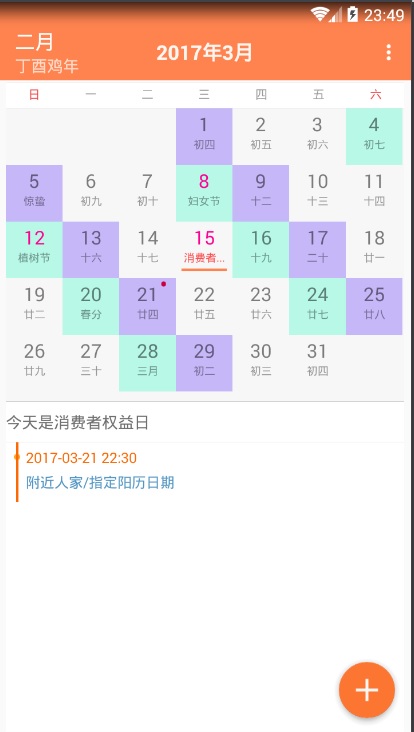 23:49
二月
丁酉鸡年
2017年3月
日 一 二 三 四 五 六
1 2 3 4
初四 初五 初六 初七
5 6 7 8 9 10 11
惊蛰 初九 初十 妇女节 十二 十三 十四
12 13 14 15 16 17 18
植树节 十六 十七 消费者... 十九 二十 廿一
19 20 21 22 23 24 25
廿二 春分 廿四 廿五 廿六 廿七 廿八
26 27 28 29 30 31
廿九 三十 三月 初二 初三 初四
今天是消费者权益日
2017-03-21 22:30
附近人家/指定阳历日期